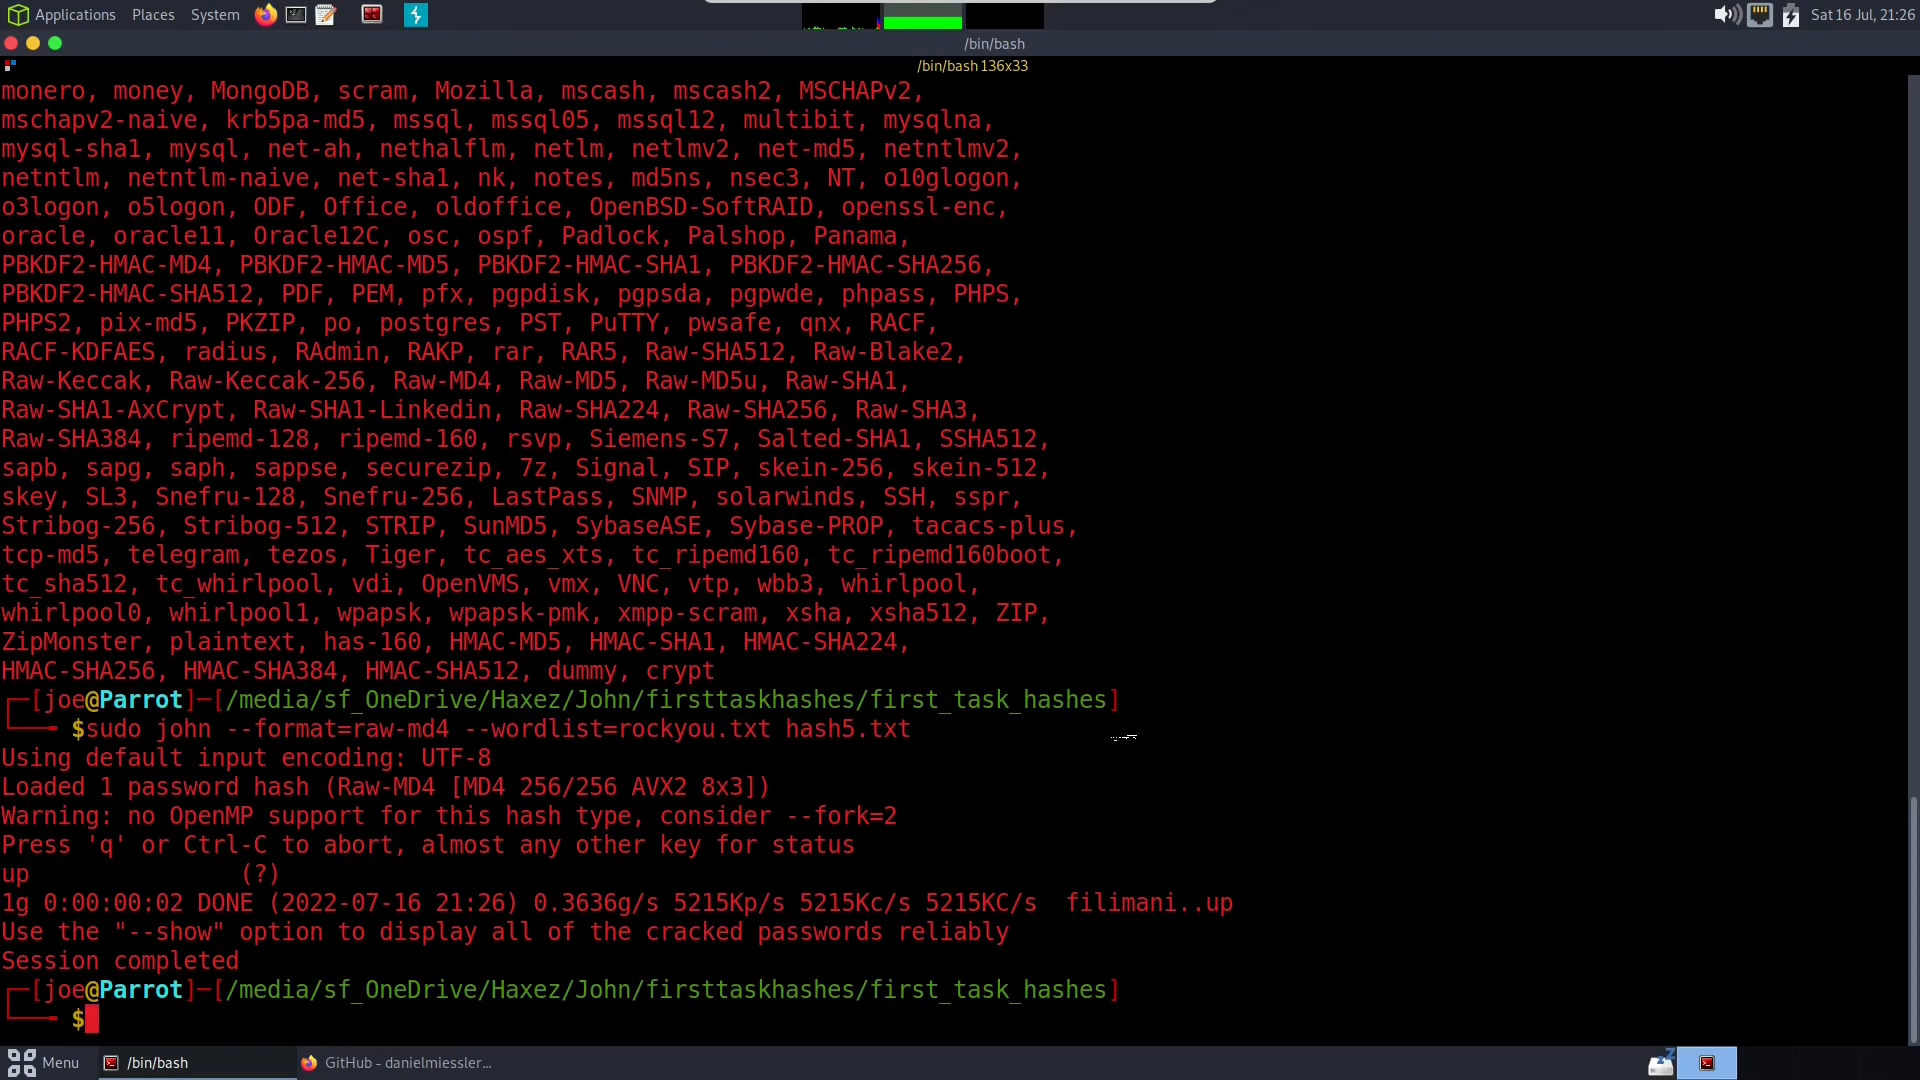 Applications Places System Sat 16 Jul, 21:26
/bin/bash
/bin/bash 136x33
monero, money, MongoDB, scram, Mozilla, mscash, mscash2, MSCHAPv2,
mschapv2-naive, krb5pa-md5, mssql, mssql05, mssql12, multibit, mysqlna,
mysql-sha1, mysql, net-ah, nethalflm, netlm, netlmv2, net-md5, netntlmv2,
netntlm, netntlm-naive, net-sha1, nk, notes, md5ns, nsec3, NT, o10glogon,
o3logon, o5logon, ODF, Office, oldoffice, OpenBSD-SoftRAID, openssl-enc,
oracle, oracle11, Oracle12C, osc, ospf, Padlock, Palshop, Panama,
PBKDF2-HMAC-MD4, PBKDF2-HMAC-MD5, PBKDF2-HMAC-SHA1, PBKDF2-HMAC-SHA256,
PBKDF2-HMAC-SHA512, PDF, PEM, pfx, pgpdisk, pgpsda, pgpwde, phpass, PHPS,
PHPS2, pix-md5, PKZIP, po, postgres, PST, PuTTY, pwsafe, qnx, RACF,
RACF-KDFAES, radius, RAdmin, RAKP, rar, RAR5, Raw-SHA512, Raw-Blake2,
Raw-Keccak, Raw-Keccak-256, Raw-MD4, Raw-MD5, Raw-MD5u, Raw-SHA1,
Raw-SHA1-AxCrypt, Raw-SHA1-Linkedin, Raw-SHA224, Raw-SHA256, Raw-SHA3,
Raw-SHA384, ripemd-128, ripemd-160, rsvp, Siemens-S7, Salted-SHA1, SSHA512,
sapb, sapg, saph, sappse, securezip, 7z, Signal, SIP, skein-256, skein-512,
skey, SL3, Snefru-128, Snefru-256, LastPass, SNMP, solarwinds, SSH, sspr,
Stribog-256, Stribog-512, STRIP, SunMD5, SybaseASE, Sybase-PROP, tacacs-plus,
tcp-md5, telegram, tezos, Tiger, tc_aes_xts, tc_ripemd160, tc_ripemd160boot,
tc_sha512, tc_whirlpool, vdi, OpenVMS, vmx, VNC, vtp, wbb3, whirlpool,
whirlpool0, whirlpool1, wpapsk, wpapsk-pmk, xmpp-scram, xsha, xsha512, ZIP,
ZipMonster, plaintext, has-160, HMAC-MD5, HMAC-SHA1, HMAC-SHA224,
HMAC-SHA256, HMAC-SHA384, HMAC-SHA512, dummy, crypt
┌─[joe@Parrot]─[/media/sf_OneDrive/Haxez/John/firsttaskhashes/first_task_hashes]
└──╼ $sudo john --format=raw-md4 --wordlist=rockyou.txt hash5.txt
Using default input encoding: UTF-8
Loaded 1 password hash (Raw-MD4 [MD4 256/256 AVX2 8x3])
Warning: no OpenMP support for this hash type, consider --fork=2
Press 'q' or Ctrl-C to abort, almost any other key for status
up               (?)
1g 0:00:00:02 DONE (2022-07-16 21:26) 0.3636g/s 5215Kp/s 5215Kc/s 5215KC/s  filimani..up
Use the "--show" option to display all of the cracked passwords reliably
Session completed
┌─[joe@Parrot]─[/media/sf_OneDrive/Haxez/John/firsttaskhashes/first_task_hashes]
└──╼ $
Menu /bin/bash GitHub - danielmiessler...